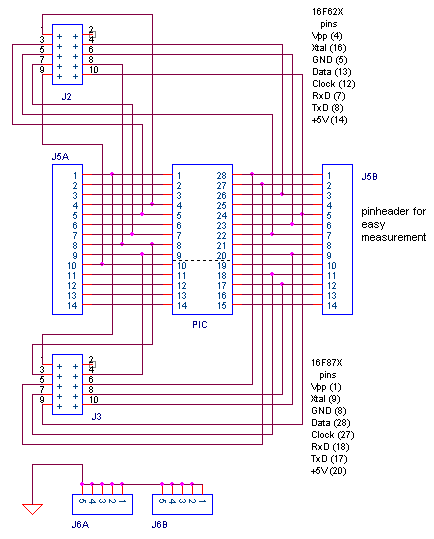 16F62X
pins
Vpp (4)
Xtal (16)
GND (5)
Data (13)
Clock (12)
RxD (7)
TxD (8)
+5V (14)
1 2
3 4
5 6
7 8
9 10
J2
J5A
J5B
1 1 28 1
2 2 27 2
3 3 26 3
4 4 25 4
5 5 24 5
6 6 23 6
7 7 22 7
8 8 21 8
9 9 20 9
10 10 19 10
11 11 18 11
12 12 17 12
13 13 16 13
14 14 15 14
PIC
pinheader for
easy
measurement
1 2
3 4
5 6
7 8
9 10
J3
16F87X
pins
Vpp (1)
Xtal (9)
GND (8)
Data (28)
Clock (27)
RxD (18)
TxD (17)
+5V (20)
5 4 3 2 1
J6A
5 4 3 2 1
J6B